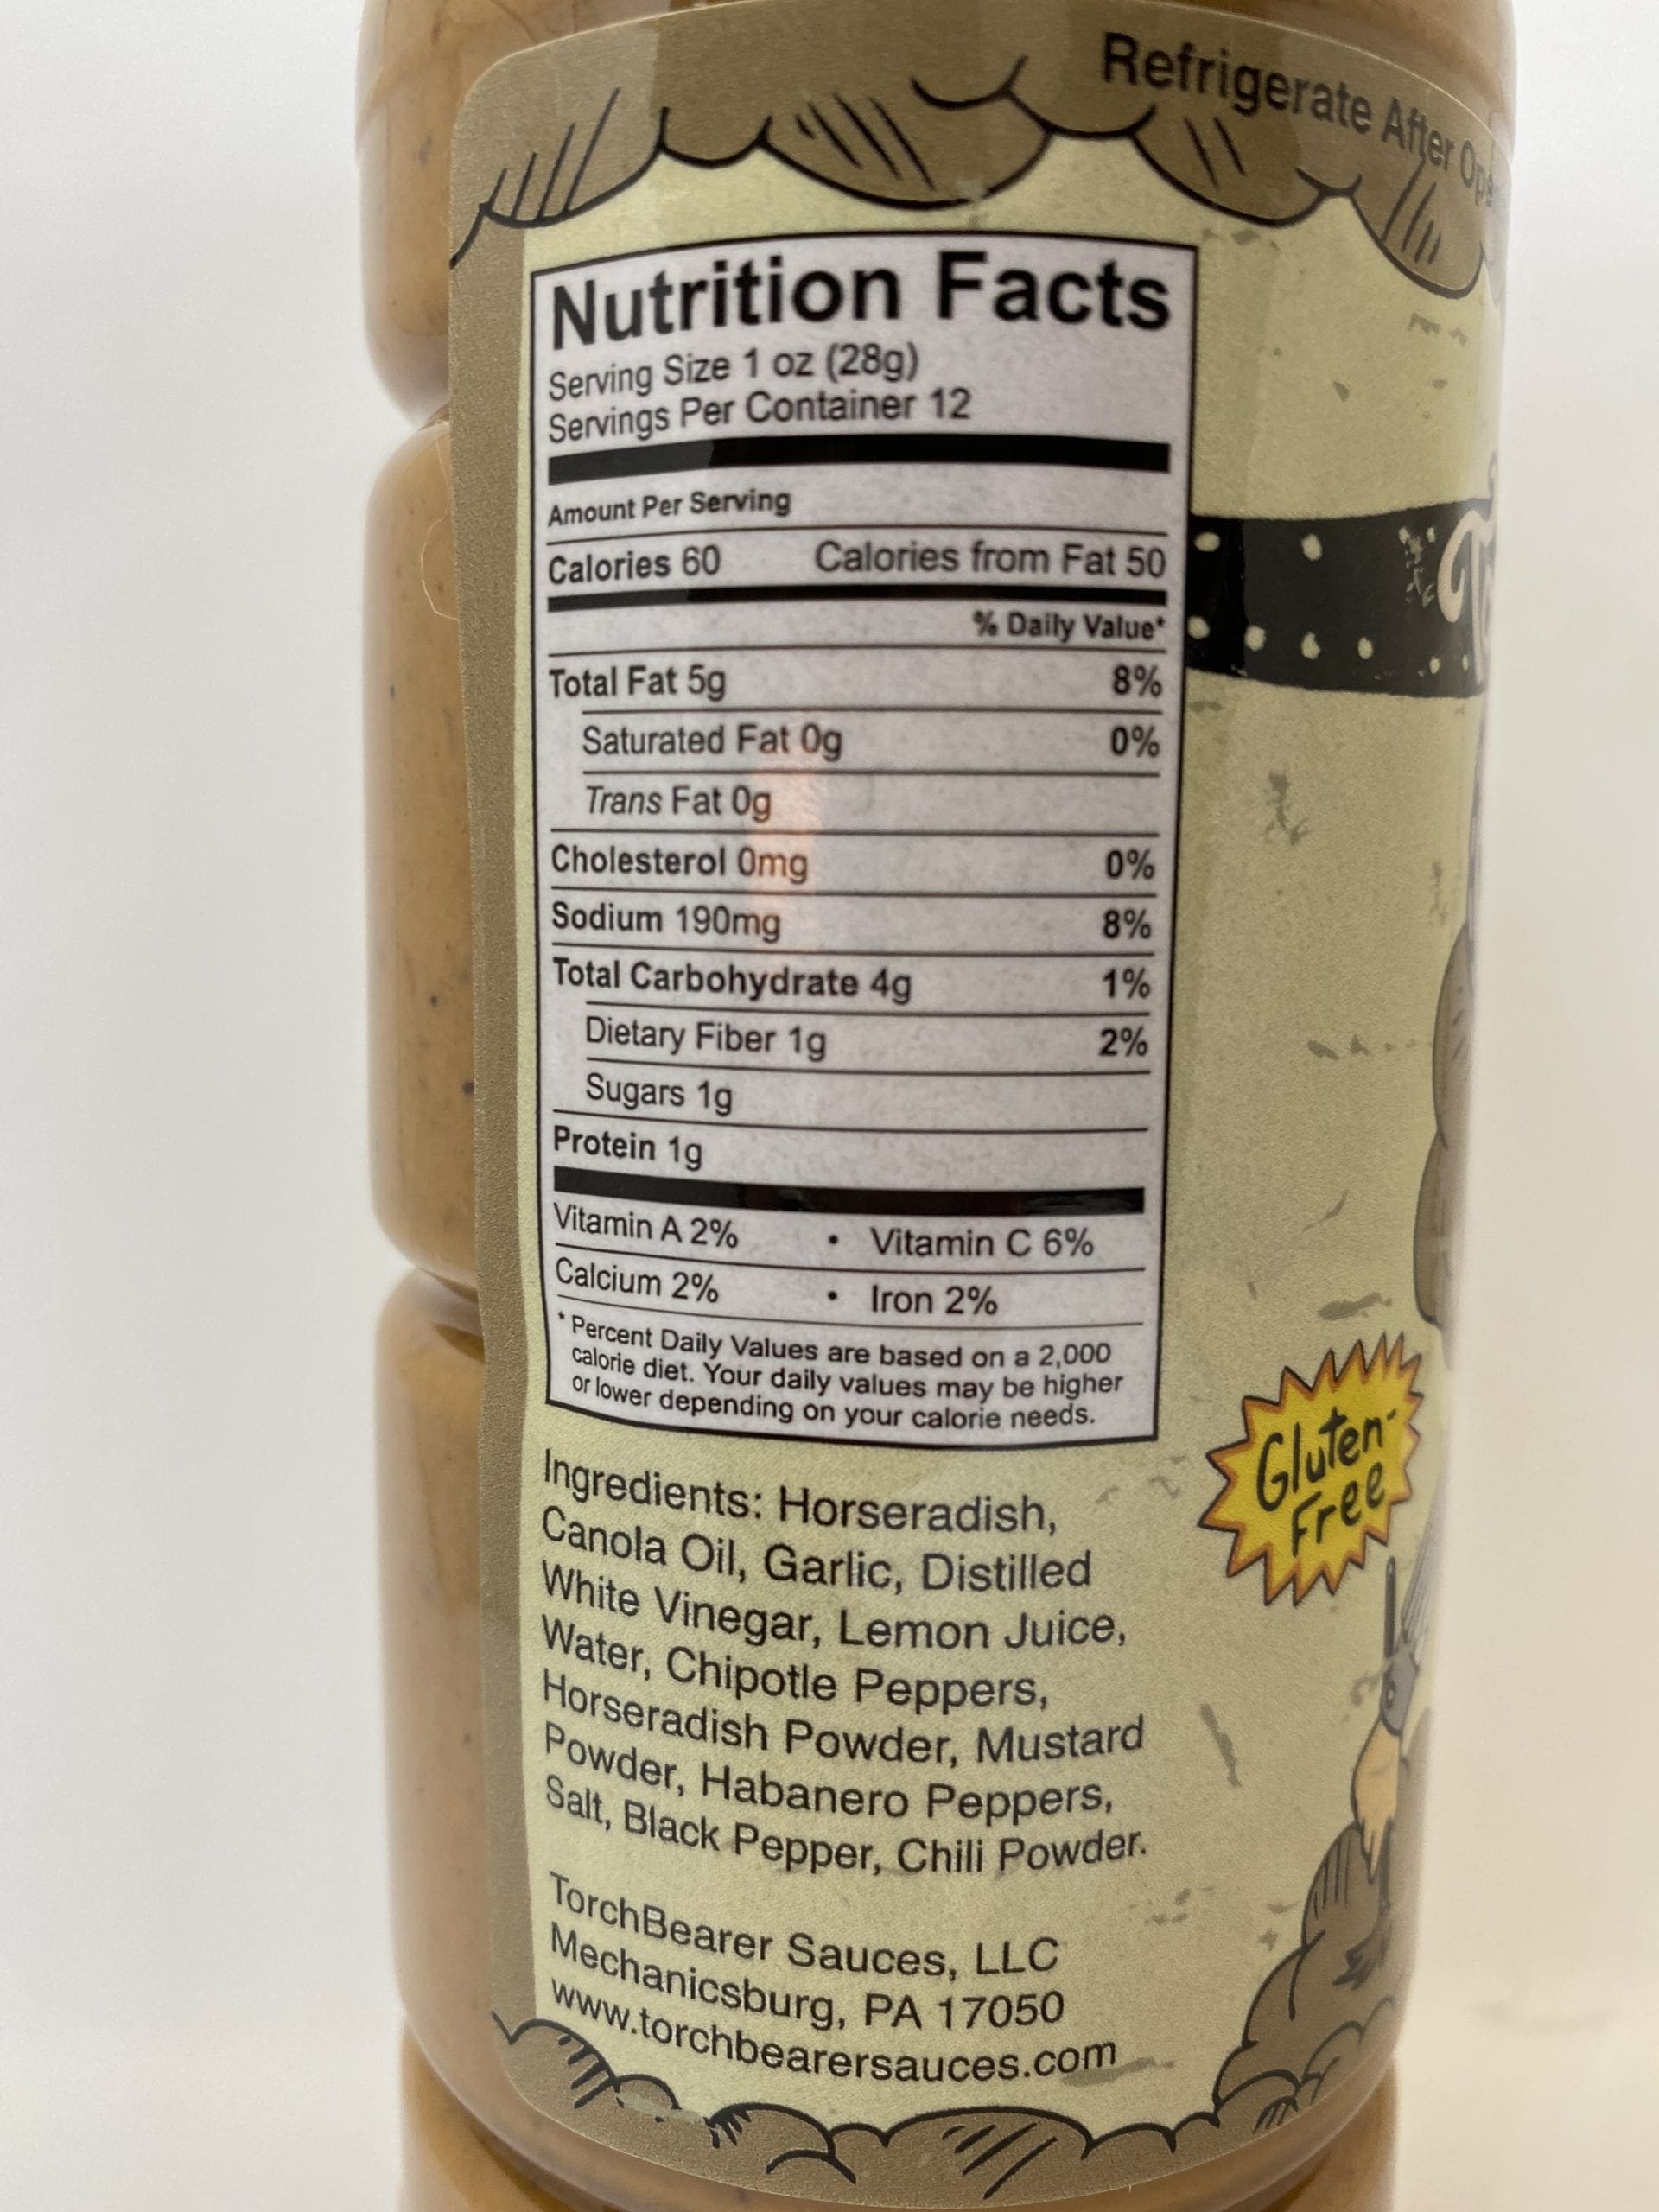 Refrigerate After
Nutrition Facts
Serving Size 1 oz (28g)
Servings Per Container 12
Amount Per Serving
Calories 60 Calories from Fat 50
% Daily Value*
Total Fat 5g 8%
Saturated Fat 0g 0%
Trans Fat 0g
Cholesterol 0mg 0%
Sodium 190mg 8%
Total Carbohydrate 4g 1%
Dietary Fiber 1g 2%
Sugars 1g
Protein 1g
Vitamin A 2% • Vitamin C 6%
Calcium 2% • Iron 2%
* Percent Daily Values are based on a 2,000
calorie diet. Your daily values may be higher
or lower depending on your calorie needs.
Gluten-
Free
Ingredients: Horseradish,
Canola Oil, Garlic, Distilled
White Vinegar, Lemon Juice,
Water, Chipotle Peppers,
Horseradish Powder, Mustard
Powder, Habanero Peppers,
Salt, Black Pepper, Chili Powder.
TorchBearer Sauces, LLC
Mechanicsburg, PA 17050
www.torchbearersauces.com